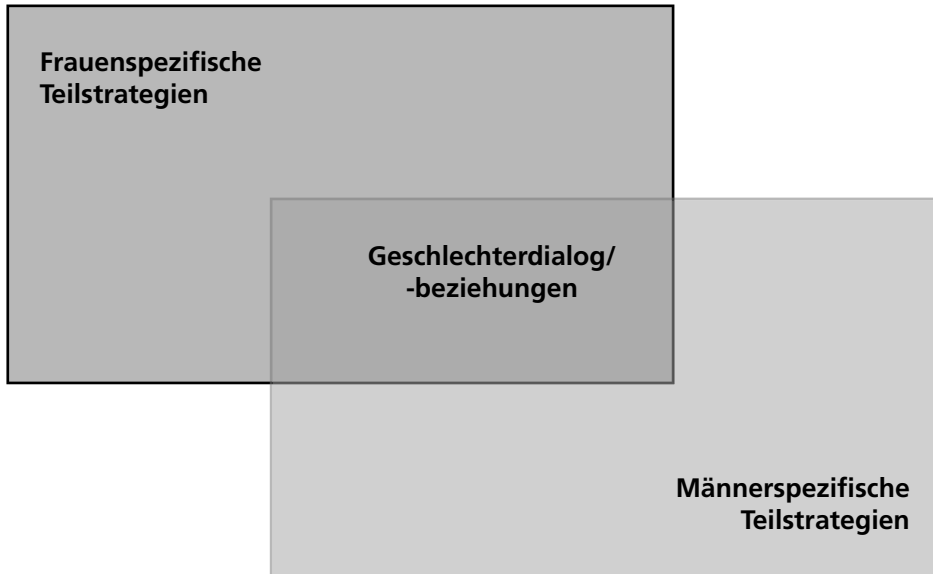 Frauenspezifische
Teilstrategien
Geschlechterdialog/
-beziehungen
Männerspezifische
Teilstrategien